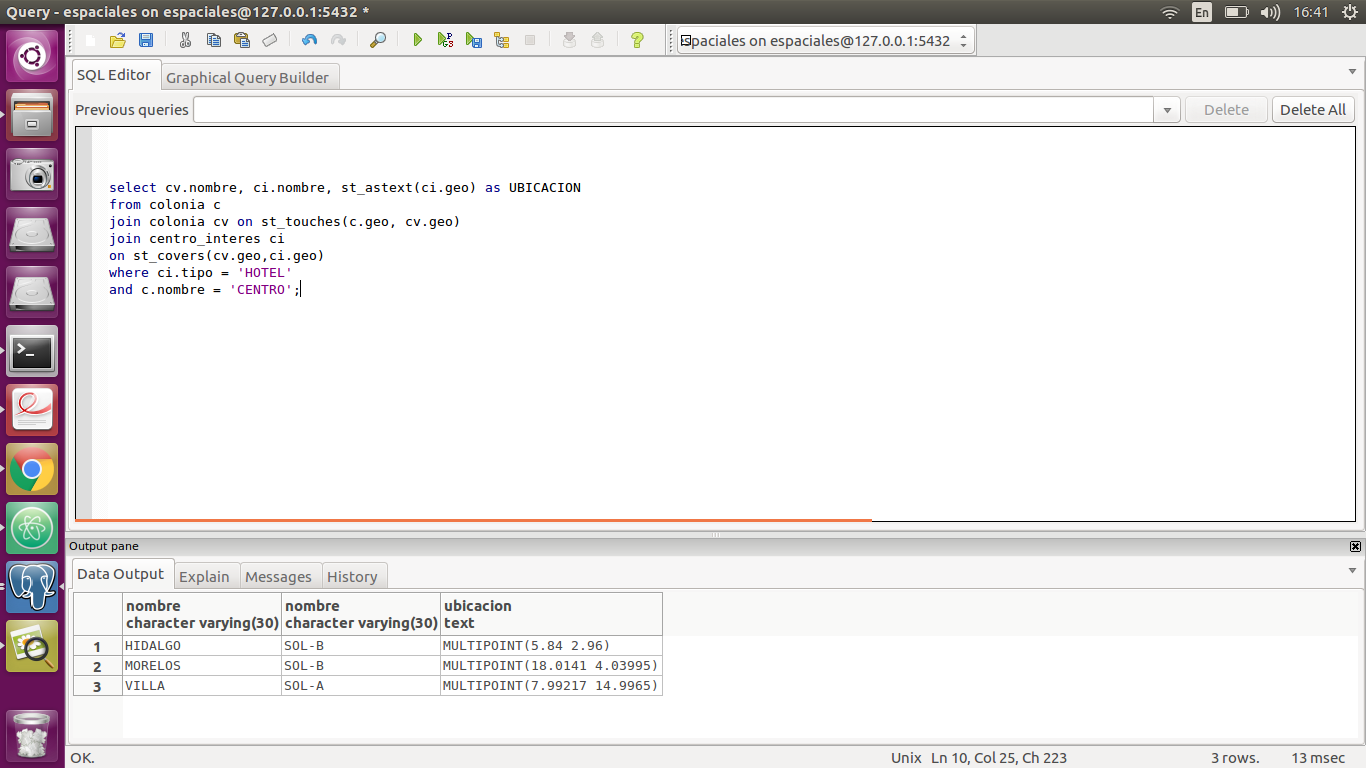 Query - espaciales on espaciales@127.0.0.1:5432 *
En
16:41
espaciales on espaciales@127.0.0.1:5432
SQL Editor
Graphical Query Builder
Previous queries
Delete
Delete All
select cv.nombre, ci.nombre, st_astext(ci.geo) as UBICACION
from colonia c
join colonia cv on st_touches(c.geo, cv.geo)
join centro_interes ci
on st_covers(cv.geo,ci.geo)
where ci.tipo = 'HOTEL'
and c.nombre = 'CENTRO';
Output pane
Data Output
Explain
Messages
History
nombre nombre ubicacion
character varying(30) character varying(30) text
1 HIDALGO SOL-B MULTIPOINT(5.84 2.96)
2 MORELOS SOL-B MULTIPOINT(18.0141 4.03995)
3 VILLA SOL-A MULTIPOINT(7.99217 14.9965)
OK.
Unix
Ln 10, Col 25, Ch 223
3 rows.
13 msec